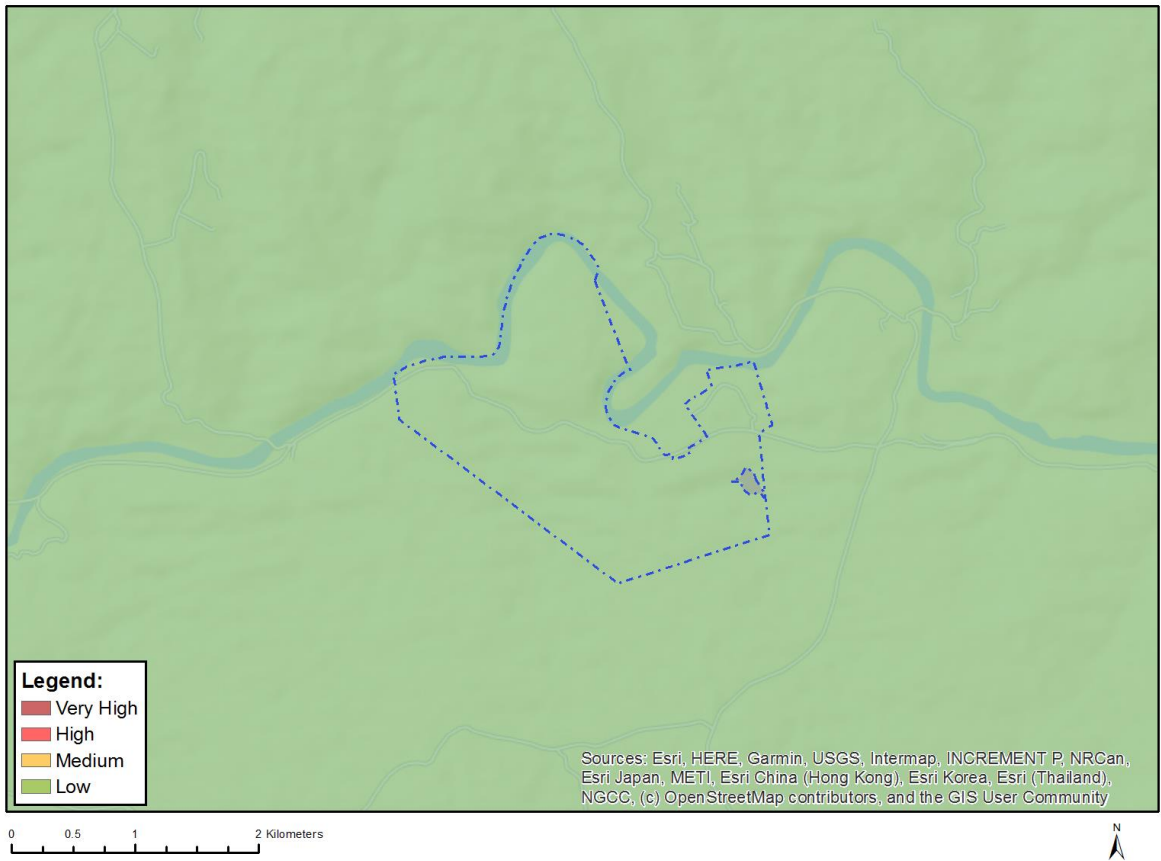 Legend:
Very High
High
Medium
Low
Sources: Esri, HERE, Garmin, USGS, Intermap, INCREMENT P, NRCan,
Esri Japan, METI, Esri China (Hong Kong), Esri Korea, Esri (Thailand),
NGCC, (c) OpenStreetMap contributors, and the GIS User Community
0 0.5 1 2 Kilometers
N